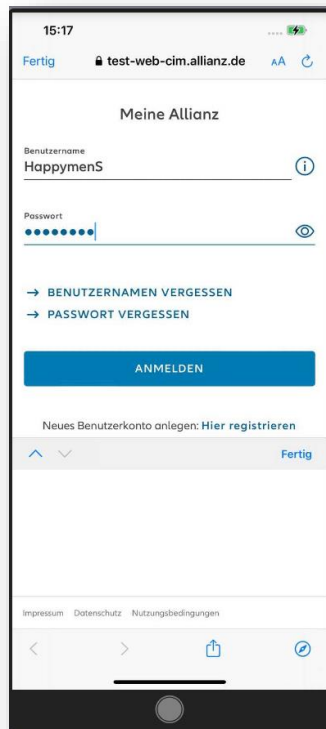 15:17
Fertig test-web-cim.allianz.de AA
Meine Allianz
Benutzername
HappymenS
Passwort
••••••••
→ BENUTZERNAMEN VERGESSEN
→ PASSWORT VERGESSEN
ANMELDEN
Neues Benutzerkonto anlegen: Hier registrieren
Fertig
Impressum Datenschutz Nutzungsbedingungen